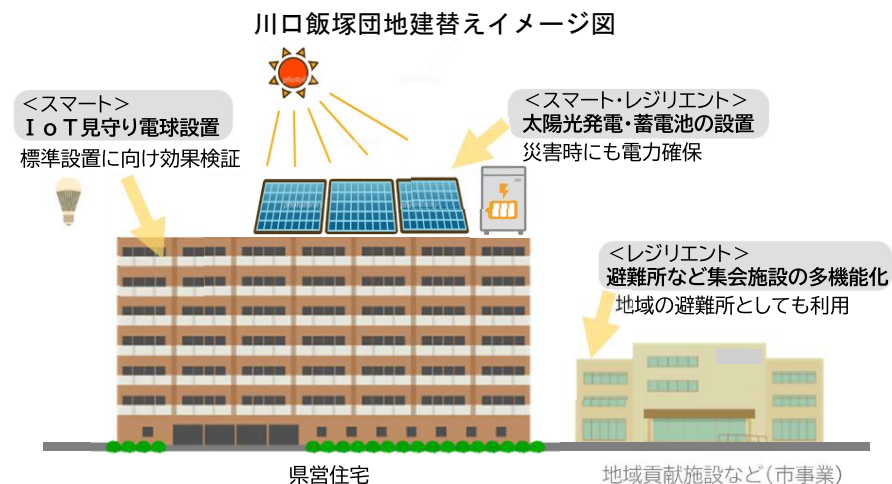 川口飯塚団地建替えイメージ図
＜スマート＞
ＩｏＴ見守り電球設置
標準設置に向け効果検証
＜スマート・レジリエント＞
太陽光発電・蓄電池の設置
災害時にも電力確保
＜レジリエント＞
避難所など集会施設の多機能化
地域の避難所としても利用
県営住宅
地域貢献施設など（市事業）